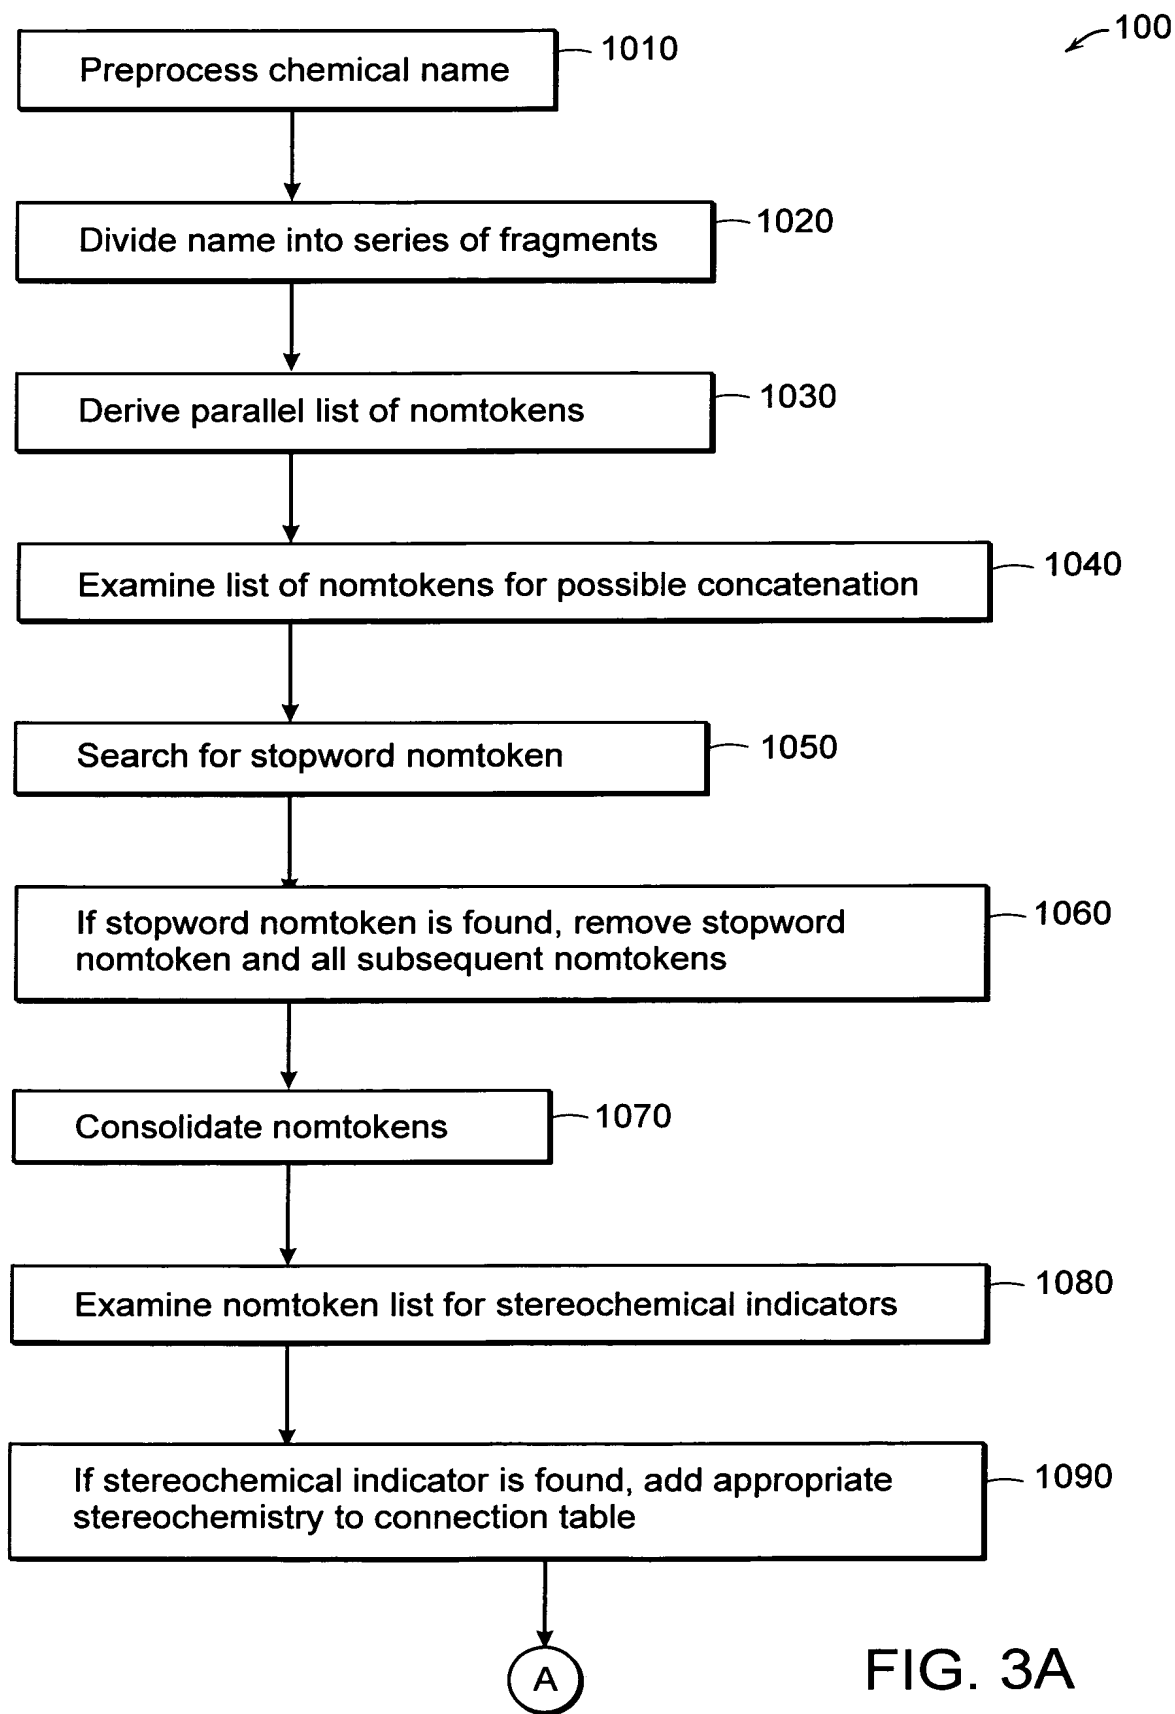 100
Preprocess chemical name
1010
Divide name into series of fragments
1020
Derive parallel list of nomtokens
1030
Examine list of nomtokens for possible concatenation
1040
Search for stopword nomtoken
1050
If stopword nomtoken is found, remove stopword
nomtoken and all subsequent nomtokens
1060
Consolidate nomtokens
1070
Examine nomtoken list for stereochemical indicators
1080
If stereochemical indicator is found, add appropriate
stereochemistry to connection table
1090
A
FIG. 3A